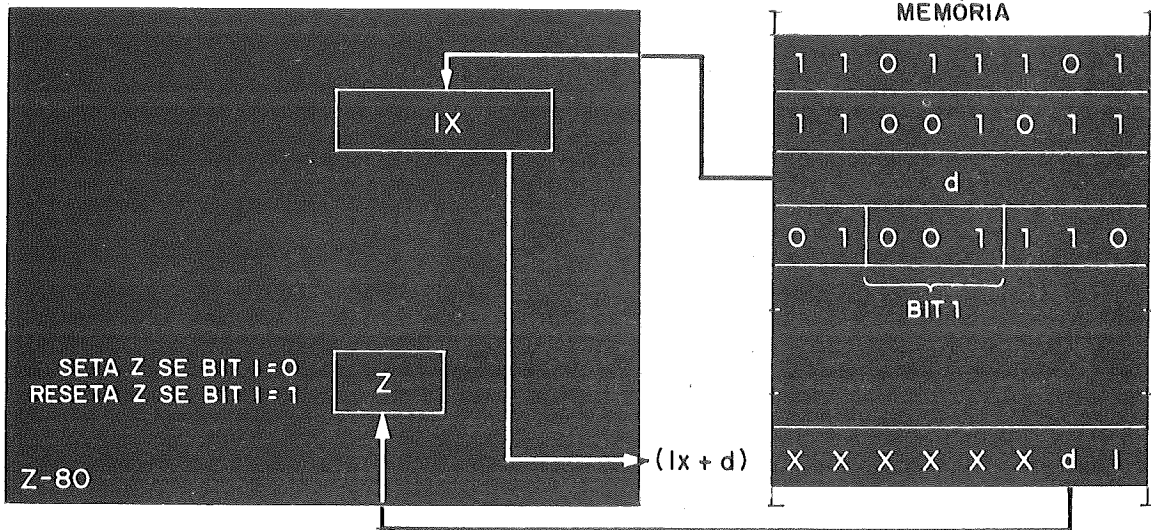 MEMÓRIA
1 1 0 1 1 1 0 1
IX
1 1 0 0 1 0 1 1
d
0 1 0 0 1 1 1 0
BIT 1
SETA Z SE BIT 1=0
RESETA Z SE BIT 1=1
Z
(Ix + d)
X X X X X X d 1
Z-80